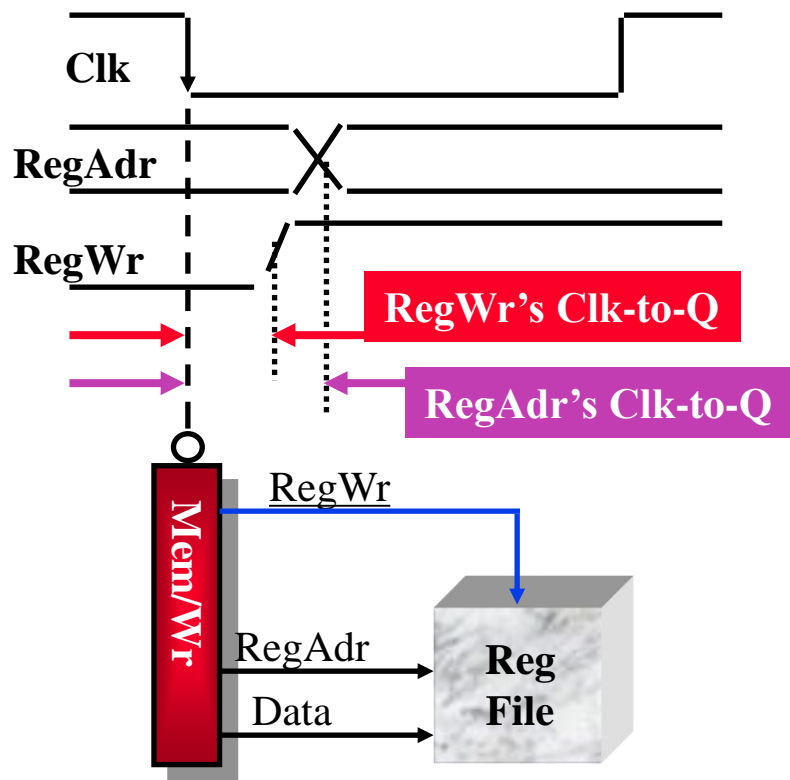 Clk
RegAdr
RegWr
RegWr’s Clk-to-Q
RegAdr’s Clk-to-Q
RegWr
Mem/Wr
RegAdr
Data
Reg
File